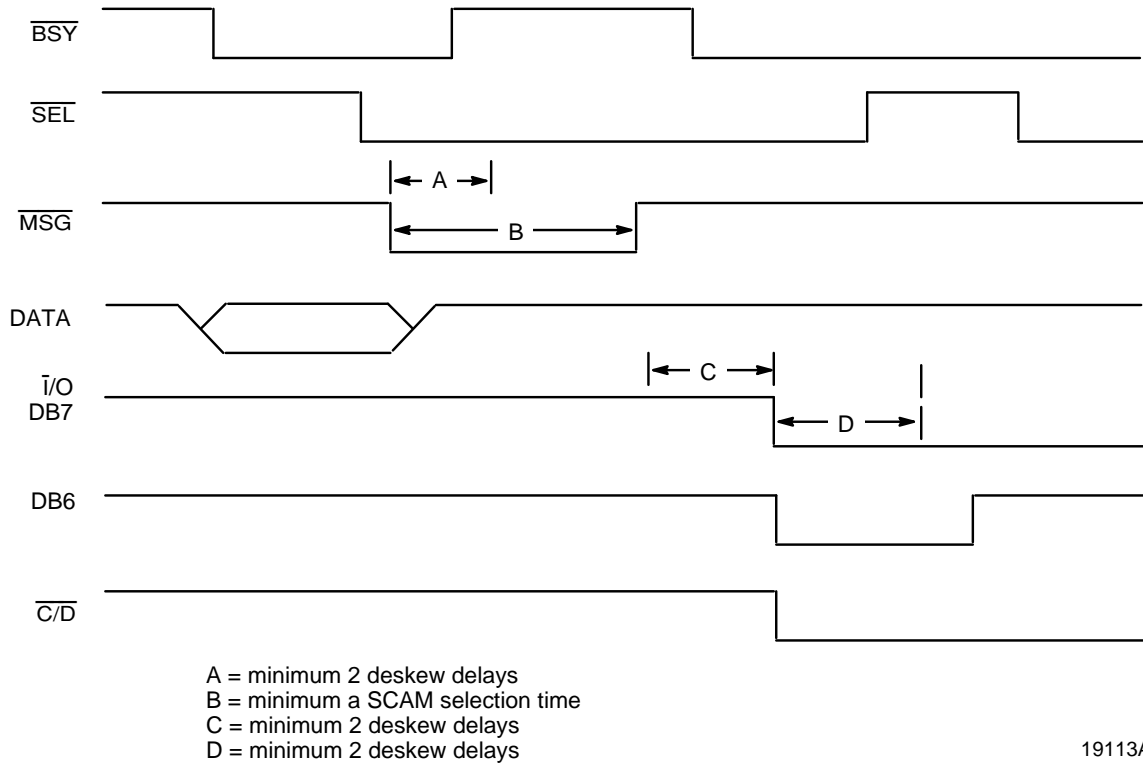 BSY
SEL
A
MSG
B
DATA
C
I/O
DB7
D
DB6
C/D
A = minimum 2 deskew delays
B = minimum a SCAM selection time
C = minimum 2 deskew delays
D = minimum 2 deskew delays
19113A